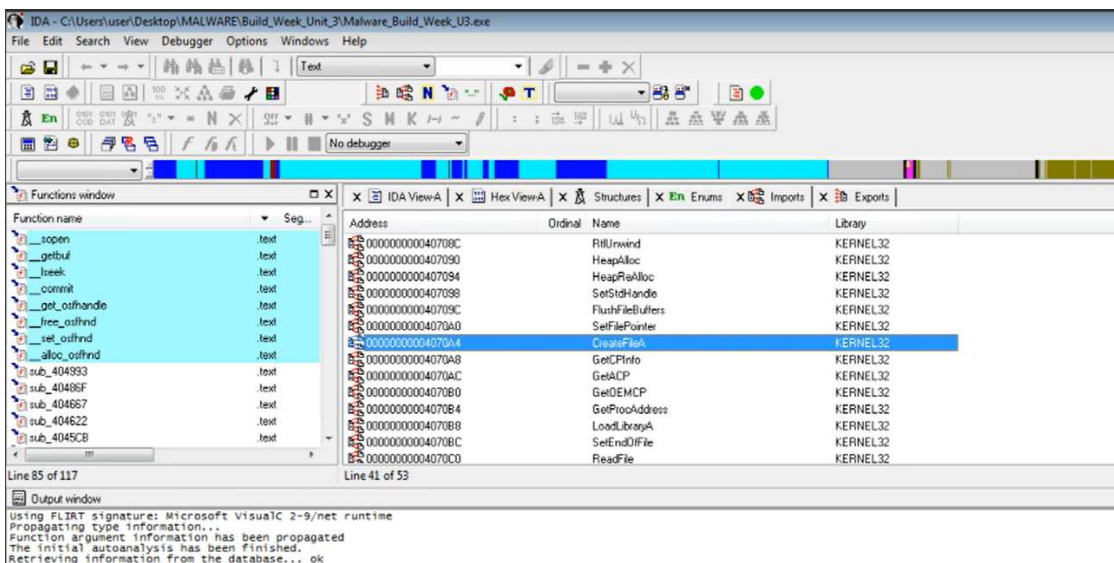 IDA - C:\Users\user\Desktop\MALWARE\Build_Week_Unit_3\Malware_Build_Week_U3.exe
File Edit Search View Debugger Options Windows Help
Text
En
No debugger
Functions window
IDA View-A Hex View-A Structures En Enums Imports Exports
Function name Seg...
Address Ordinal Name Library
__sopen .text
__getbuf .text
__lseek .text
__commit .text
__get_osfhandle .text
__free_osfhnd .text
__set_osfhnd .text
__alloc_osfhnd .text
sub_404993 .text
sub_40486F .text
sub_404667 .text
sub_404622 .text
sub_4045CB .text
000000000040708C RtlUnwind KERNEL32
0000000000407090 HeapAlloc KERNEL32
0000000000407094 HeapReAlloc KERNEL32
0000000000407098 SetStdHandle KERNEL32
000000000040709C FlushFileBuffers KERNEL32
00000000004070A0 SetFilePointer KERNEL32
00000000004070A4 CreateFileA KERNEL32
00000000004070A8 GetCPInfo KERNEL32
00000000004070AC GetACP KERNEL32
00000000004070B0 GetOEMCP KERNEL32
00000000004070B4 GetProcAddress KERNEL32
00000000004070B8 LoadLibraryA KERNEL32
00000000004070BC SetEndOfFile KERNEL32
00000000004070C0 ReadFile KERNEL32
Line 85 of 117
Line 41 of 53
Output window
Using FLIRT signature: Microsoft VisualC 2-9/net runtime
Propagating type information...
Function argument information has been propagated
The initial autoanalysis has been finished.
Retrieving information from the database... ok